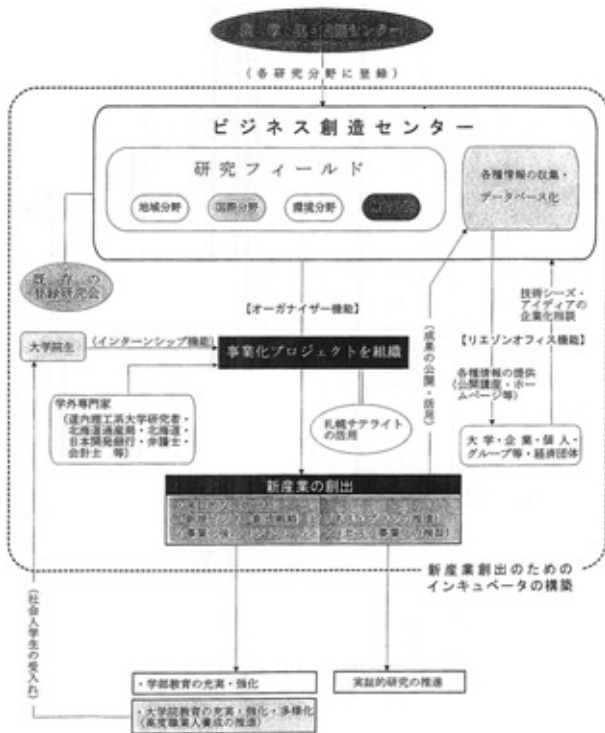 (各研究分野に登録)
ビジネス創造センター
研究フィールド
地域分野
国際分野
環境分野
各種情報の収集・
データベース化
既存の
登録研究会
【オーガナイザー機能】
(成果の公開・活用)
技術シーズ・
アイディアの
企業化相談
【リエゾンオフィス機能】
大学院生
(インターンシップ機能)
事業化プロジェクトを組織
各種情報の提供
(公開講座・ホー
ムページ等)
学外専門家
(道内理工系大学研究者・
北海道通産局・北海道・
日本開発銀行・弁護士・
会計士 等)
札幌サテライト
の活用
大学・企業・個人・
グループ等・経済団体
新産業の創出
新産業創出のための
インキュベータの構築
(社会人学生の受入れ)
・学部教育の充実・強化
実証的研究の推進
・大学院教育の充実・強化・多様化
(高度職業人養成の推進)